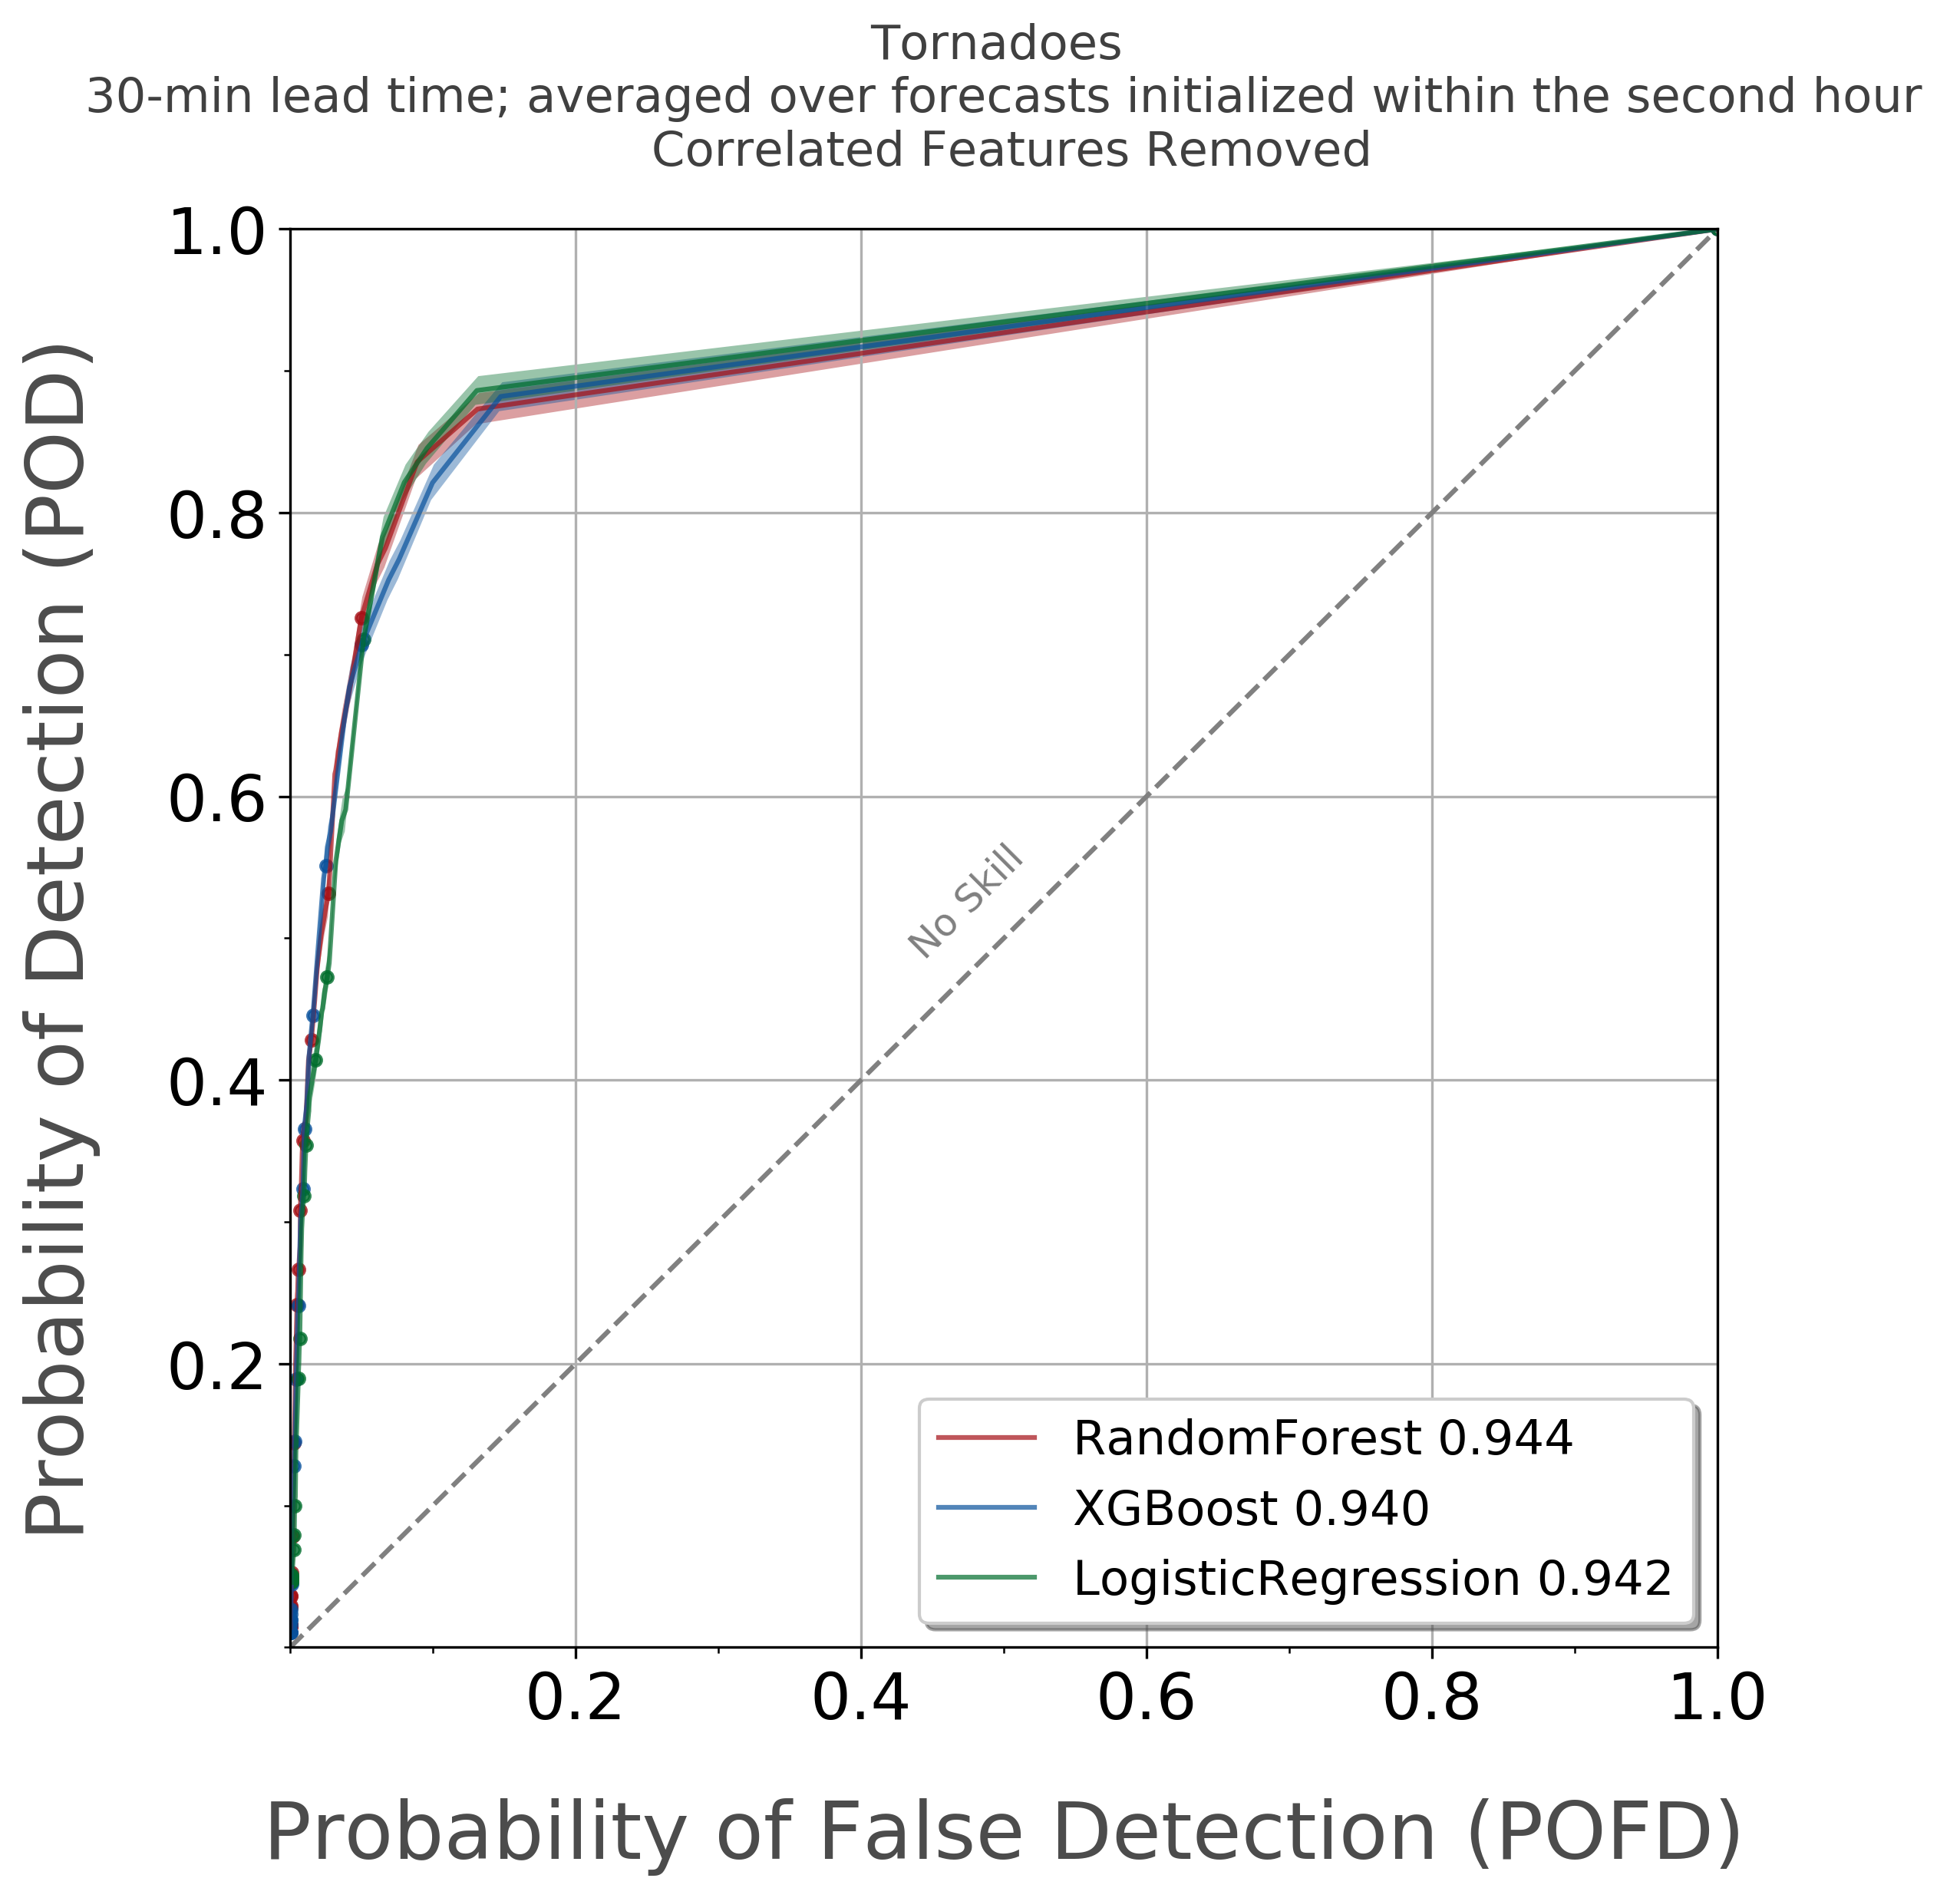 Tornadoes
30-min lead time; averaged over forecasts initialized within the second hour
Correlated Features Removed
Probability of Detection (POD)
1.0
0.8
0.6
0.4
0.2
No Skill
RandomForest 0.944
XGBoost 0.940
LogisticRegression 0.942
0.2 0.4 0.6 0.8 1.0
Probability of False Detection (POFD)